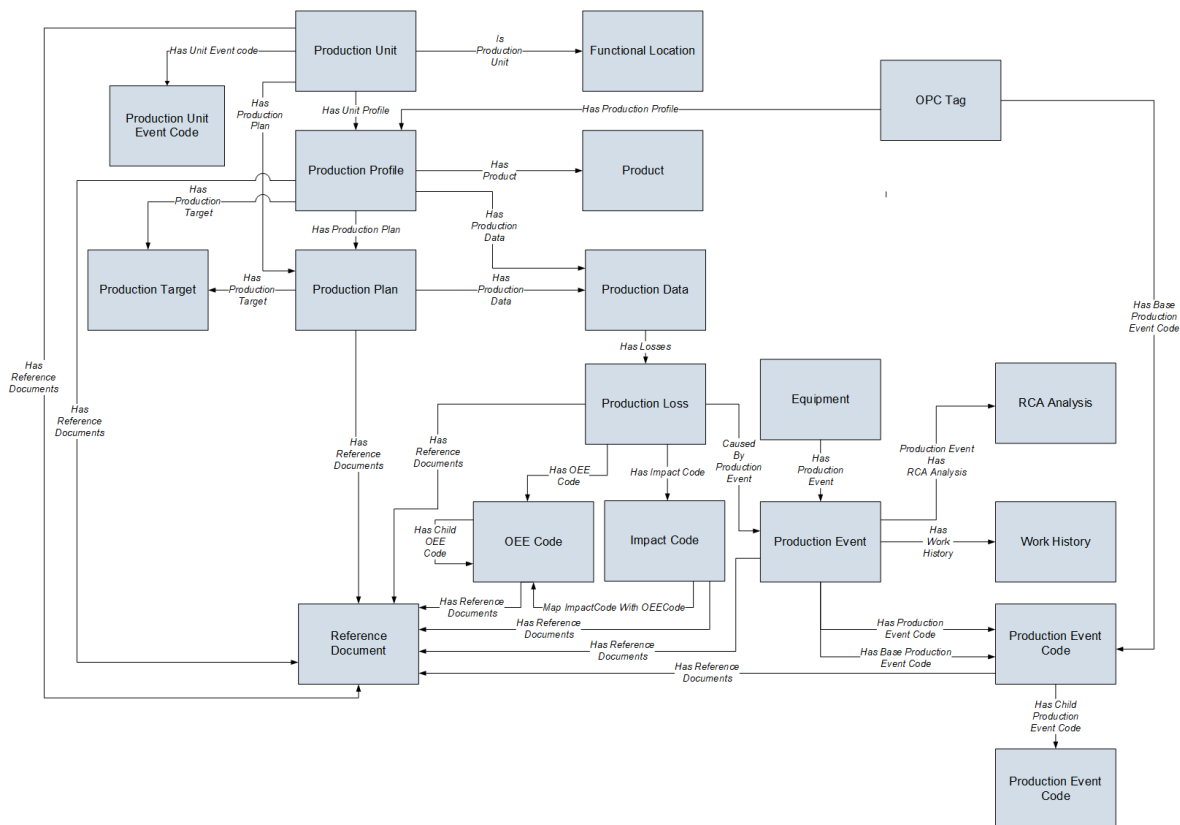 Production Unit
Is
Production
Unit
Functional Location
Has Unit Event code
OPC Tag
Has
Production
Plan
Has Unit Profile
Has Production Profile
Production Unit
Event Code
Production Profile
Has
Product
Product
Has
Production
Target
Has
Production
Data
Has Production Plan
Production Target
Has
Production
Target
Production Plan
Has
Production
Data
Production Data
Has Base
Production
Event Code
Has Losses
Has
Reference
Documents
Production Loss
Equipment
RCA Analysis
Has
Reference
Documents
Has
Reference
Documents
Has
Reference
Documents
Has OEE
Code
Has Impact Code
Caused
By
Production
Event
Has
Production
Event
Production Event
Has
RCA Analysis
Has Child
OEE
Code
OEE Code
Impact Code
Production Event
Has
Work
History
Work History
Has Reference
Documents
Map ImpactCode With OEECode
Has Reference
Documents
Has Production
Event Code
Reference
Document
Has Reference
Documents
Has Base Production
Event Code
Production Event
Code
Has Reference
Documents
Has Child
Production
Event Code
Production Event
Code